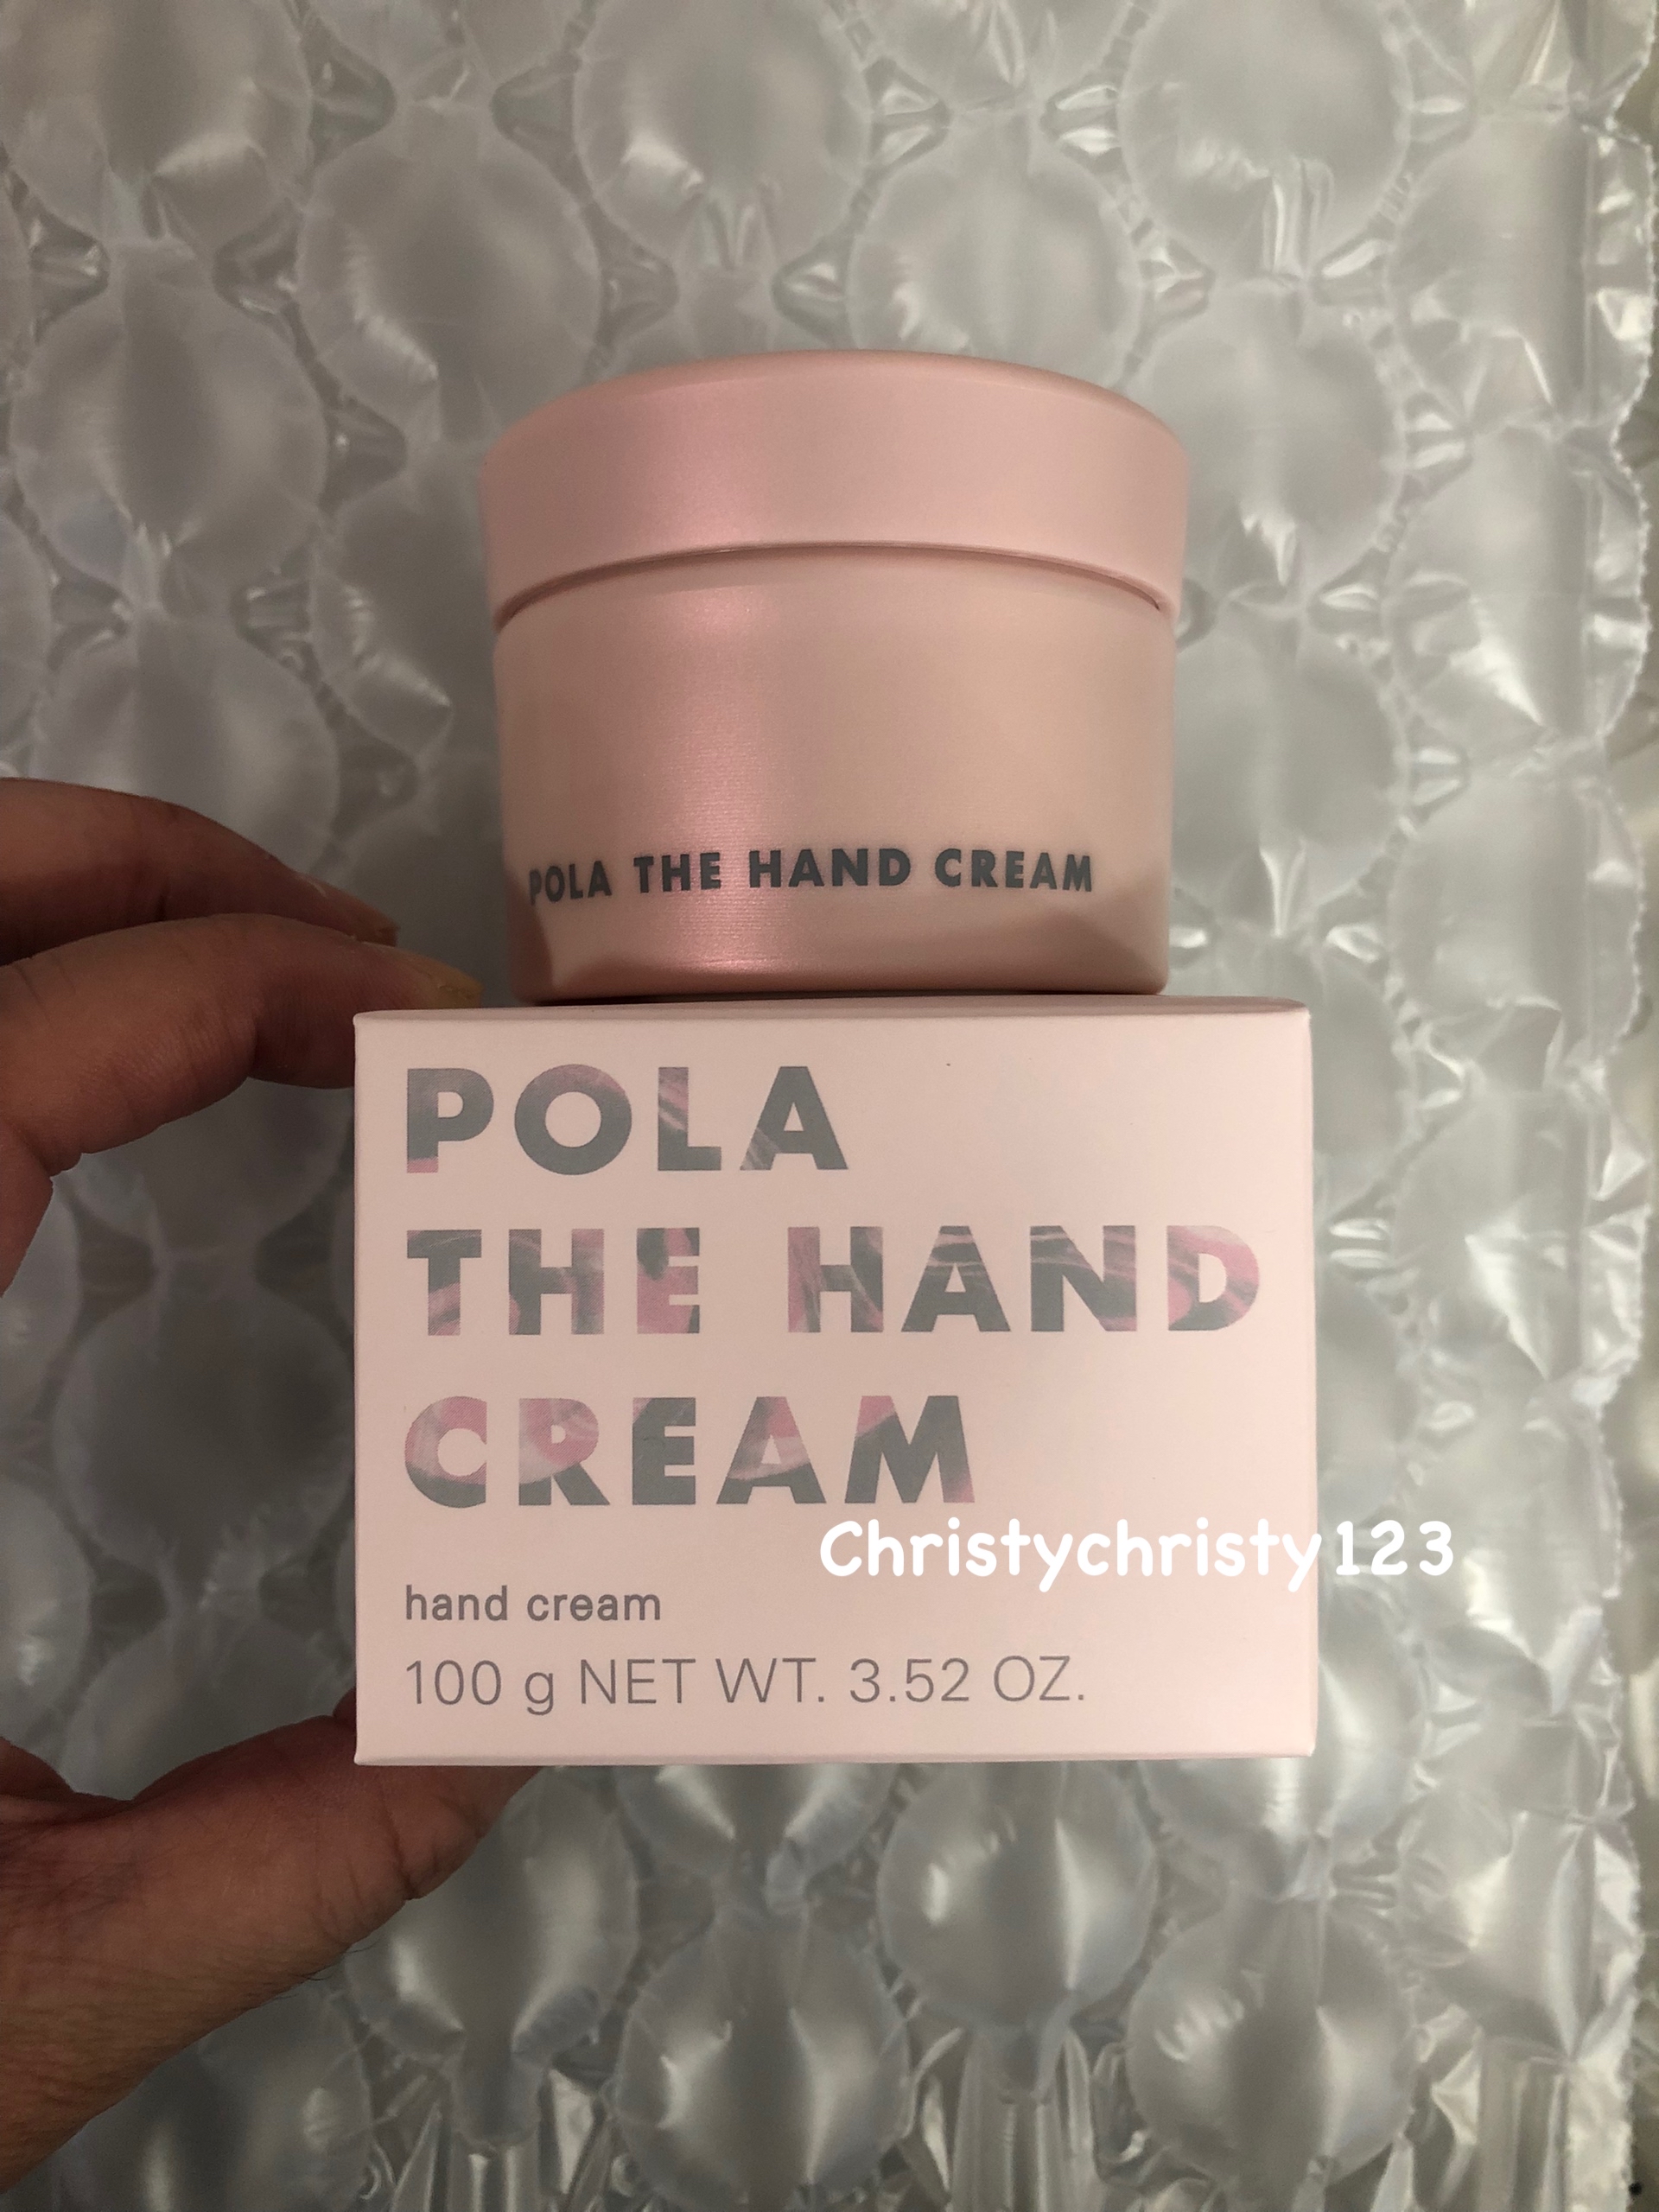 POLA THE HAND CREAM
POLA
THE HAND
CREAM
Christychristy123
hand cream
100 g NET WT. 3.52 OZ.